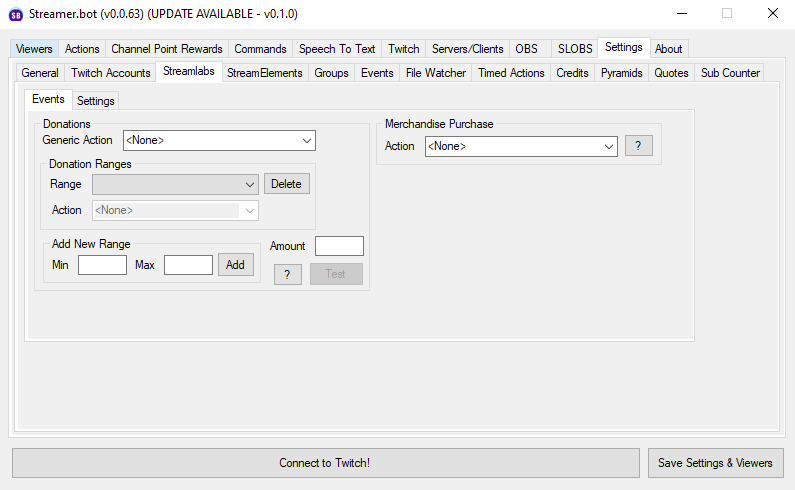 SB Streamer.bot (v0.0.63) (UPDATE AVAILABLE - v0.1.0)
Viewers Actions Channel Point Rewards Commands Speech To Text Twitch Servers/Clients OBS SLOBS Settings About
General Twitch Accounts Streamlabs StreamElements Groups Events File Watcher Timed Actions Credits Pyramids Quotes Sub Counter
Events Settings
Donations
Generic Action <None>
Donation Ranges
Range Delete
Action <None>
Add New Range
Min Max Add
Amount
? Test
Merchandise Purchase
Action <None> ?
Connect to Twitch! Save Settings & Viewers